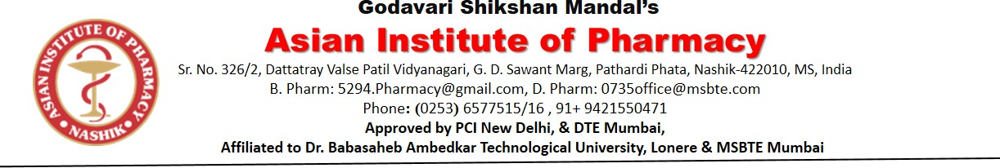 Godavari Shikshan Mandal's
Asian Institute of Pharmacy
Sr. No. 326/2, Dattatray Valse Patil Vidyanagari, G. D. Sawant Marg, Pathardi Phata, Nashik-422010, MS, India
B. Pharm: 5294.Pharmacy@gmail.com, D. Pharm: 0735office@msbte.com
Phone: (0253) 6577515/16 , 91+ 9421550471
Approved by PCI New Delhi, & DTE Mumbai,
Affiliated to Dr. Babasaheb Ambedkar Technological University, Lonere & MSBTE Mumbai
ASIAN INSTITUTE OF PHARMACY
NASHIK